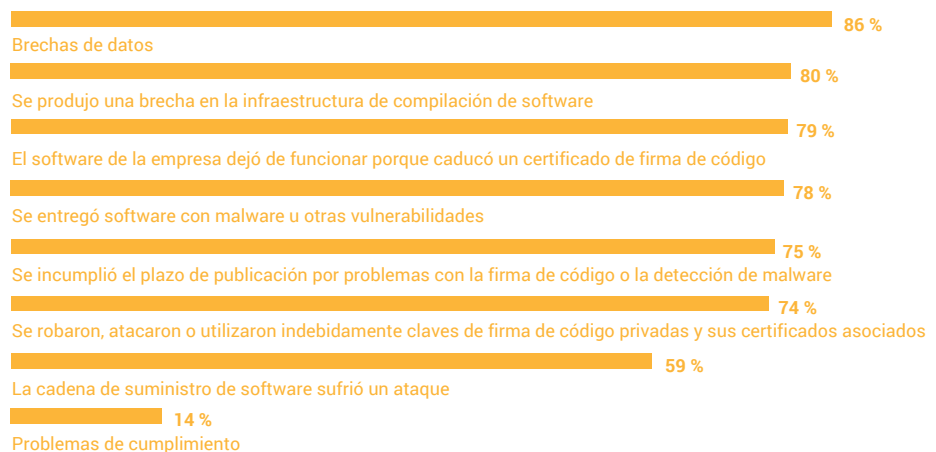 86 %
Brechas de datos
80 %
Se produjo una brecha en la infraestructura de compilación de software
79 %
El software de la empresa dejó de funcionar porque caducó un certificado de firma de código
78 %
Se entregó software con malware u otras vulnerabilidades
75 %
Se incumplió el plazo de publicación por problemas con la firma de código o la detección de malware
74 %
Se robaron, atacaron o utilizaron indebidamente claves de firma de código privadas y sus certificados asociados
59 %
La cadena de suministro de software sufrió un ataque
14 %
Problemas de cumplimiento